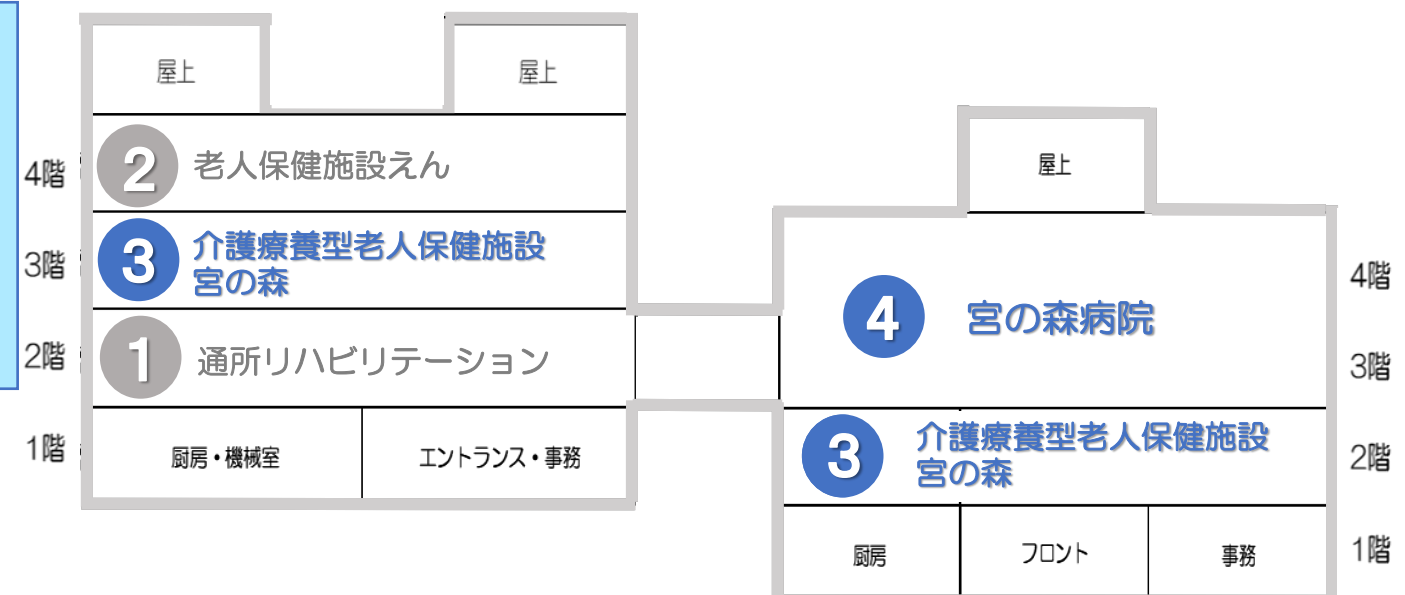 屋上
屋上
4階
2 老人保健施設えん
3階
3 介護療養型老人保健施設
宮の森
2階
1 通所リハビリテーション
1階
厨房・機械室
エントランス・事務
屋上
4 宮の森病院
4階
3階
3 介護療養型老人保健施設
宮の森
2階
厨房
フロント
事務
1階